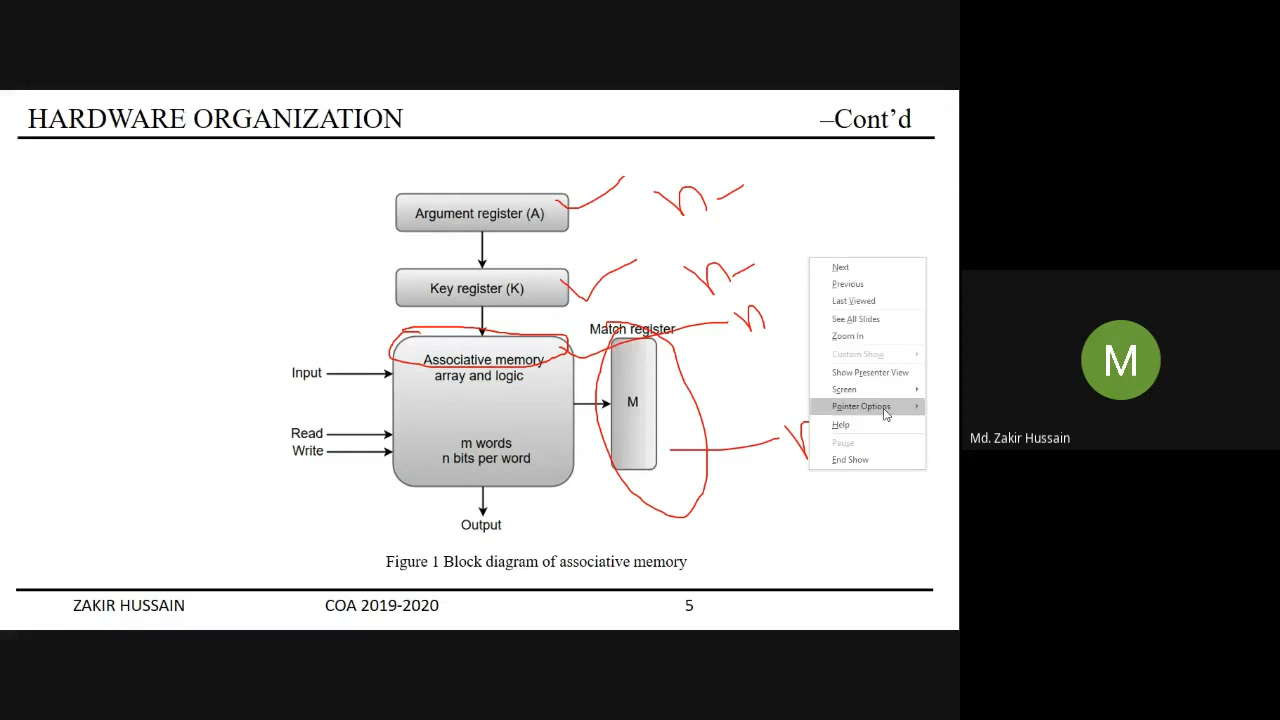 HARDWARE ORGANIZATION –Cont’d
Argument register (A)
n
Key register (K)
n
Match register
n
Associative memory
array and logic
Input
M
Read
Write
m words
n bits per word
Output
Figure 1 Block diagram of associative memory
ZAKIR HUSSAIN COA 2019-2020 5
Next
Previous
Last Viewed
See All Slides
Zoom In
Custom Show
Show Presenter View
Screen
Pointer Options
Help
Pause
End Show
M
Md. Zakir Hussain